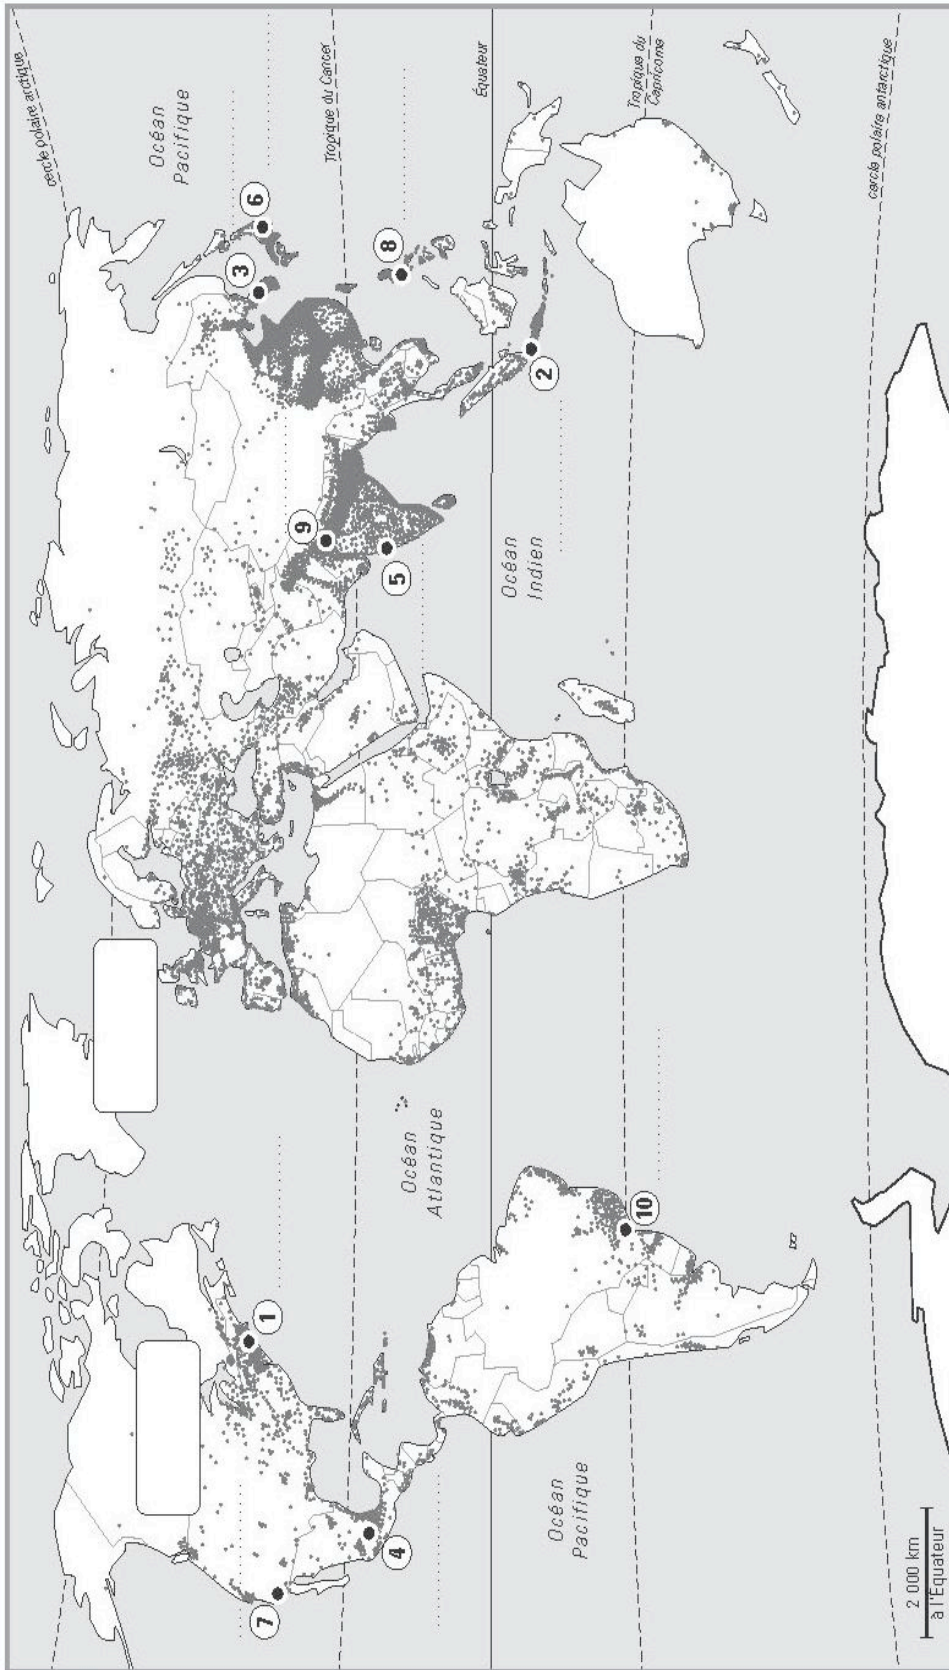 cercle polaire arctique
Océan
Pacifique
Tropique du Cancer
Équateur
Tropique du
Capricorne
cercle polaire antarctique
6
3
8
2
9
5
Océan
Indien
Océan
Atlantique
1
10
4
7
Océan
Pacifique
2 000 km
à l'Équateur